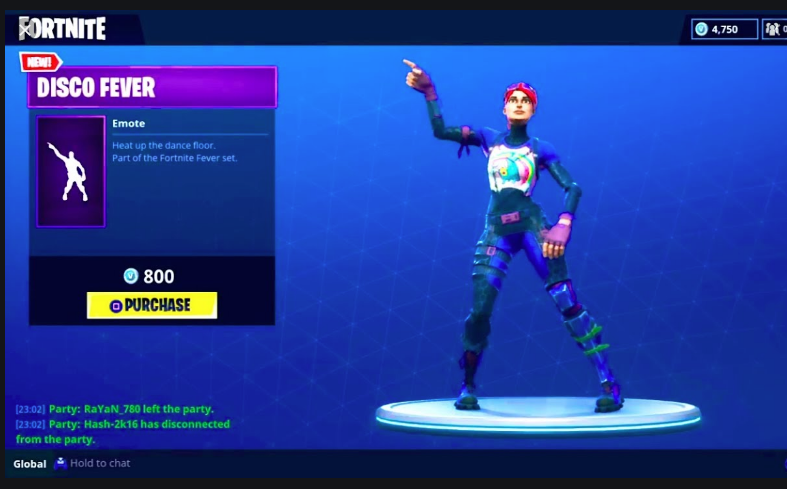 FORTNITE
4,750
NEW!
DISCO FEVER
Emote
Heat up the dance floor.
Part of the Fortnite Fever set.
800
PURCHASE
[23:02] Party: RaYaN_780 left the party.
[23:02] Party: Hash-2k16 has disconnected
from the party.
Global Hold to chat